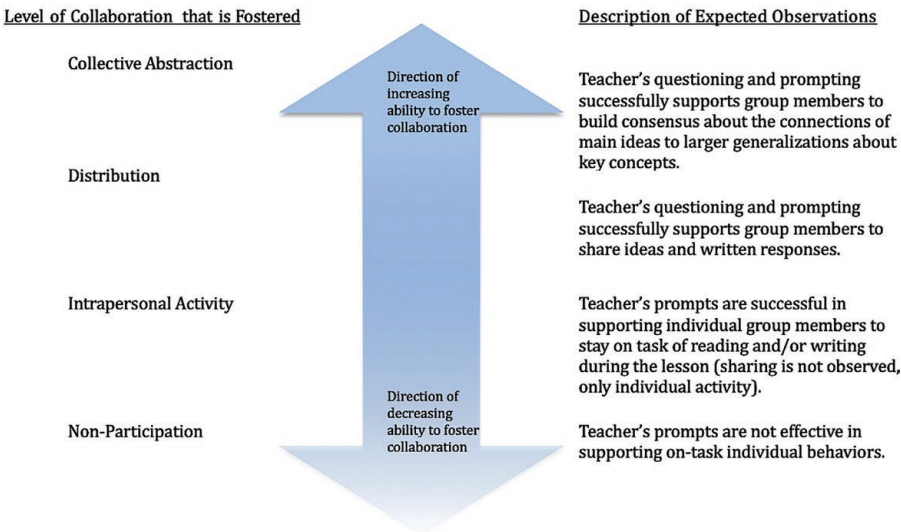 Level of Collaboration that is Fostered
Description of Expected Observations
Collective Abstraction
Direction of
increasing
ability to foster
collaboration
Teacher's questioning and prompting
successfully supports group members to
build consensus about the connections of
main ideas to larger generalizations about
key concepts.
Distribution
Teacher's questioning and prompting
successfully supports group members to
share ideas and written responses.
Intrapersonal Activity
Teacher's prompts are successful in
supporting individual group members to
stay on task of reading and/or writing
during the lesson (sharing is not observed,
only individual activity).
Direction of
decreasing
ability to foster
collaboration
Non-Participation
Teacher's prompts are not effective in
supporting on-task individual behaviors.